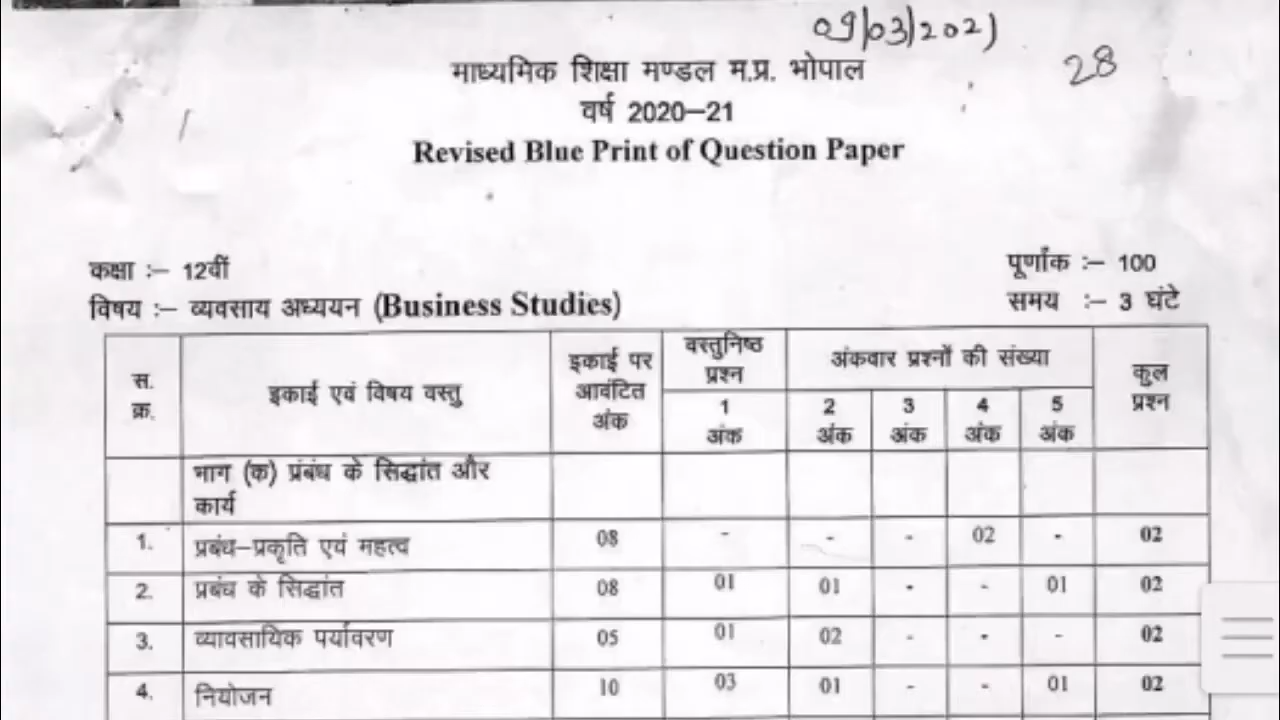 09/03/2021
28
माध्यमिक शिक्षा मण्डल म.प्र. भोपाल
वर्ष 2020–21
Revised Blue Print of Question Paper
कक्षा :– 12वीं
पूर्णांक :– 100
विषय :– व्यवसाय अध्ययन (Business Studies)
समय :– 3 घंटे
स. क्र. इकाई एवं विषय वस्तु इकाई पर आवंटित अंक वस्तुनिष्ठ प्रश्न अंकवार प्रश्नों की संख्या कुल प्रश्न
1 अंक 2 अंक 3 अंक 4 अंक 5 अंक
भाग (क) प्रंबंध के सिद्धांत और
कार्य
1. प्रबंध–प्रकृति एवं महत्व 08 - - - 02 - 02
2. प्रबंध के सिद्धांत 08 01 01 - - 01 02
3. व्यावसायिक पर्यावरण 05 01 02 - - - 02
4. नियोजन 10 03 01 - - 01 02